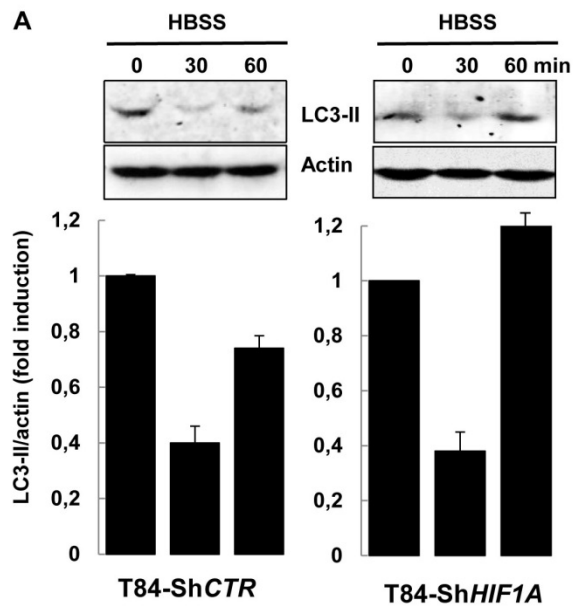 A
HBSS
0 30 60
HBSS
0 30 60 min
LC3-II
Actin
LC3-II/actin (fold induction)
1,2
1
0,8
0,6
0,4
0,2
0
T84-ShCTR
1,2
1
0,8
0,6
0,4
0,2
0
T84-ShHIF1A